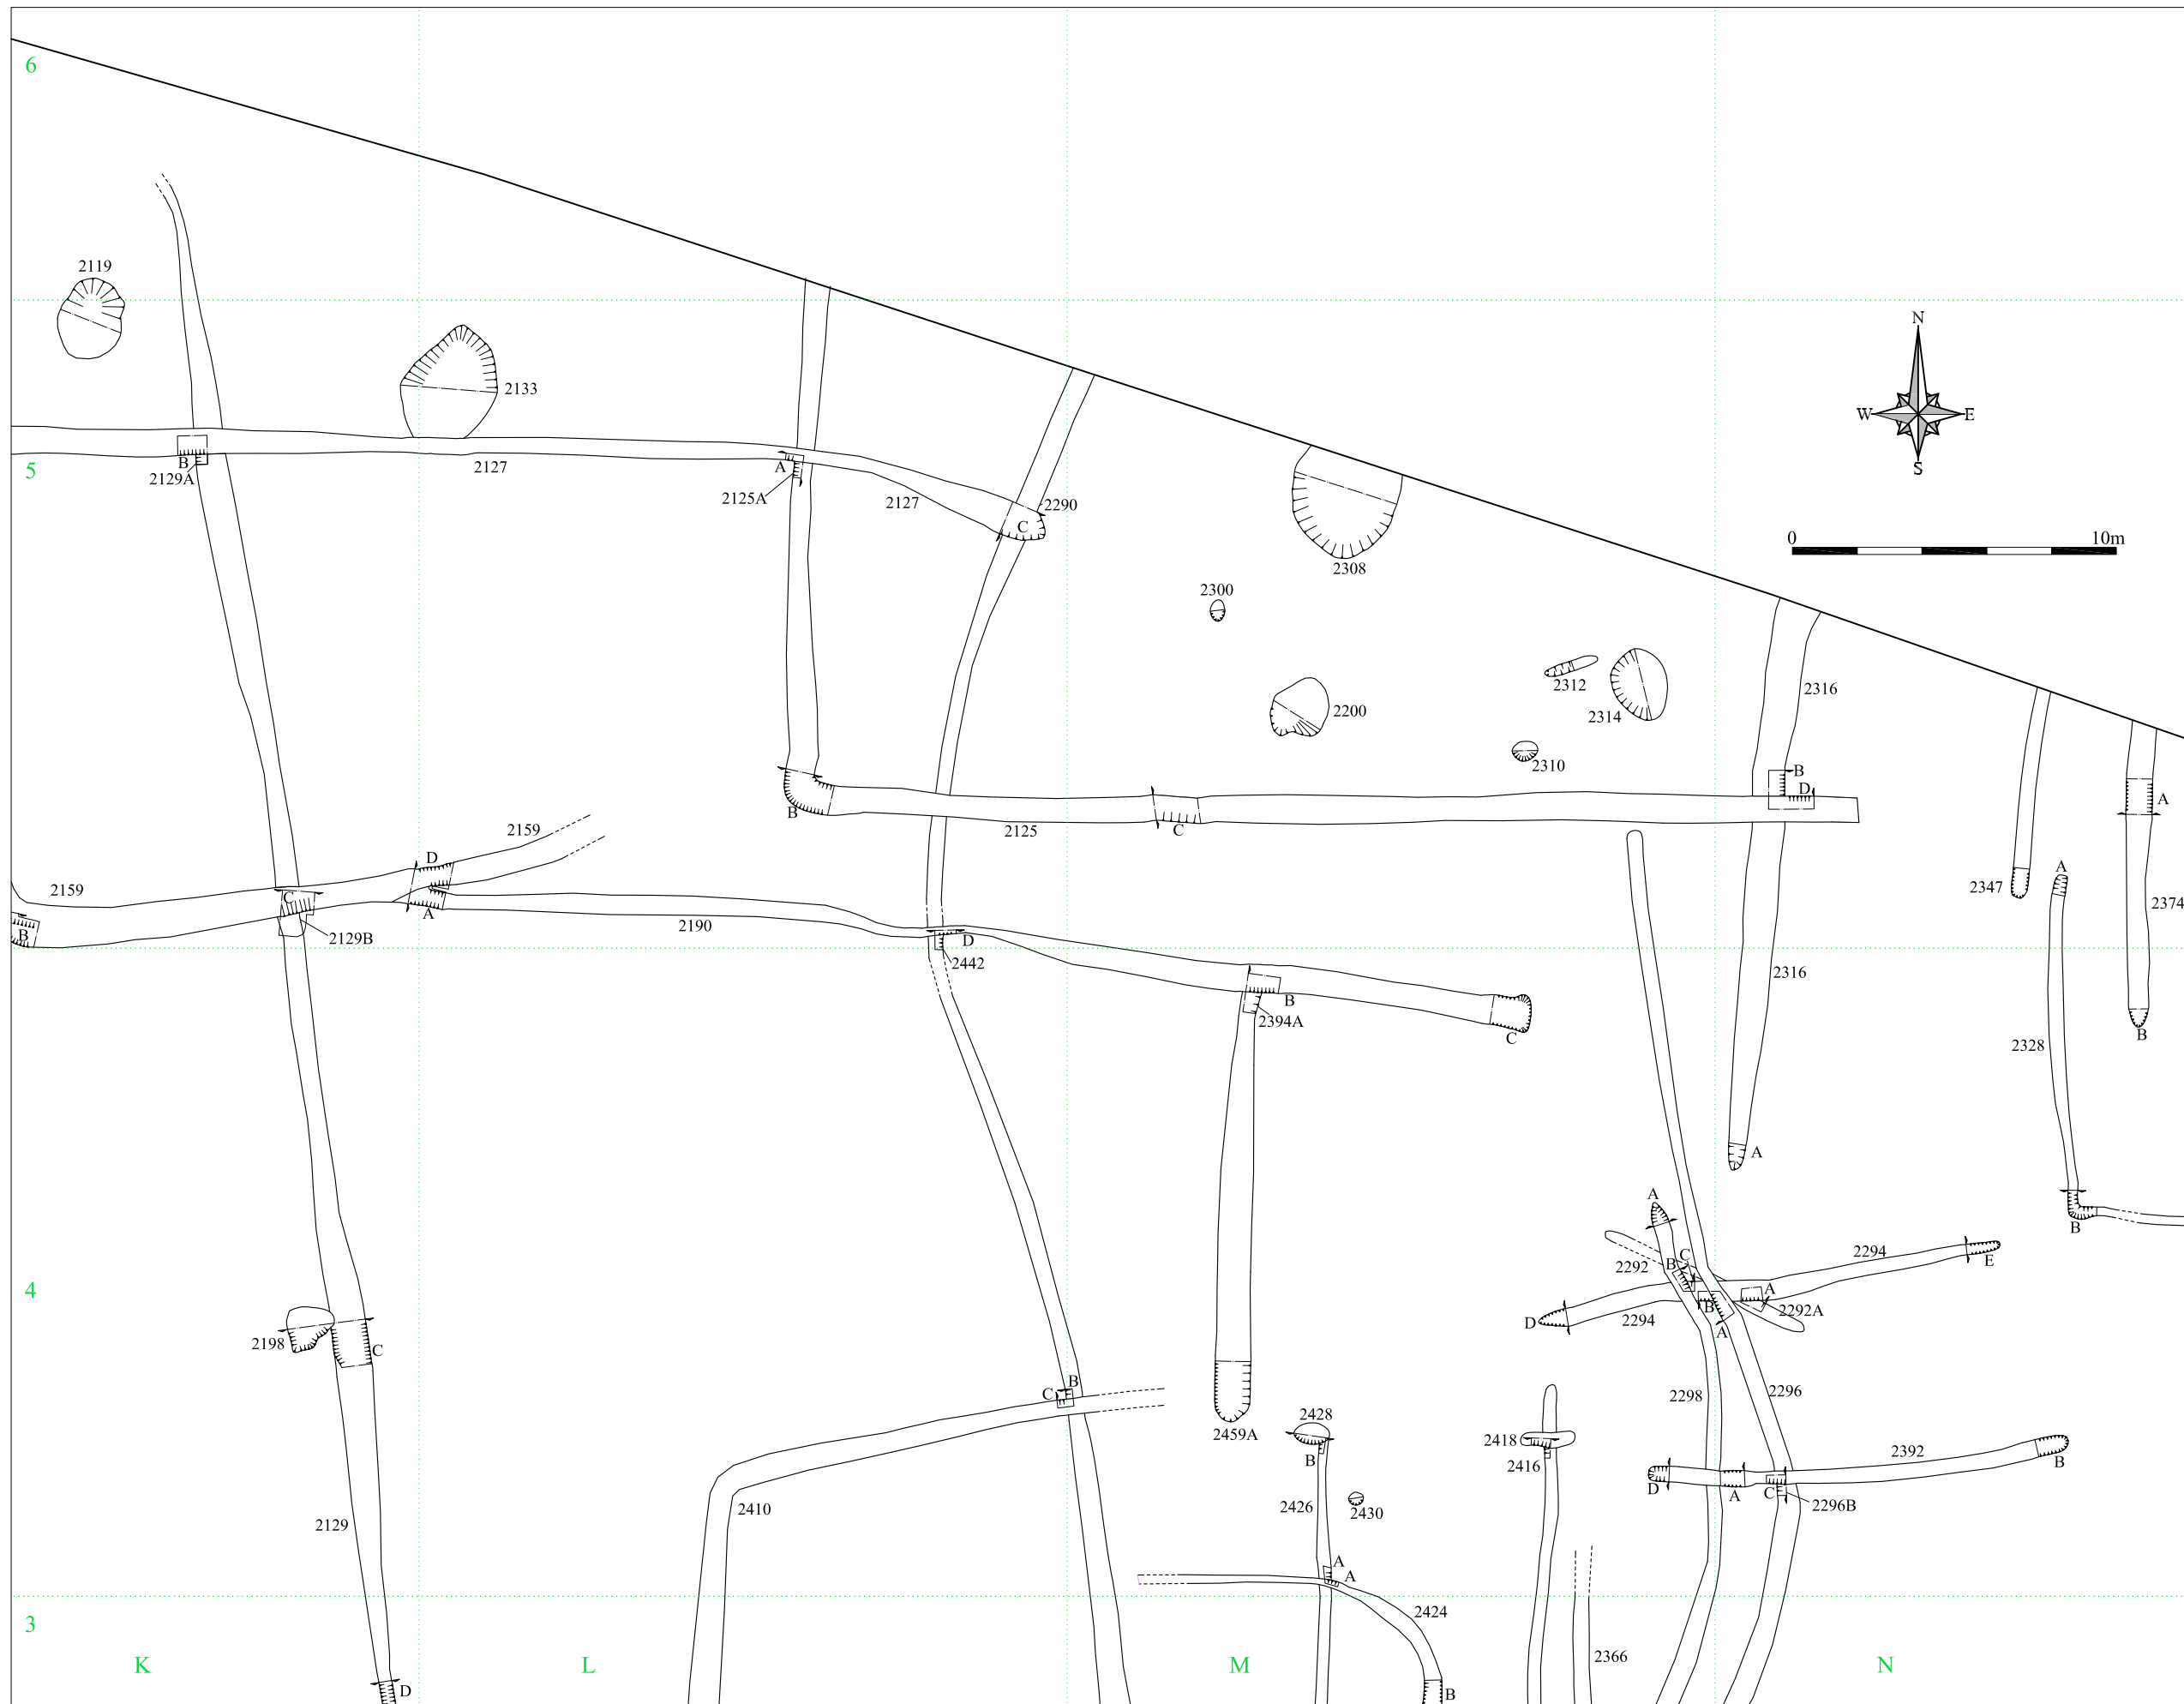 6
2119
N
W E
S
2133
B
2129A
5
2127
A
2125A
2127
2290
C
2308
0 10m
2300
2312
2314
2316
2200
2310
B
D
A
B
2125
C
2159
D
2159
C
A
B
2129B
2190
D
2442
B
2394A
C
2347
A
2374
2316
2328
B
A
A
B
C
B
2292
2294
E
4
A
2292A
B
D
2294
A
2198
C
B
C
2298
2296
2459A
2428
B
2418
2416
2392
B
D
A
C
2296B
2410
2426
2430
2129
A
A
2424
3
2366
K L M N
D
B